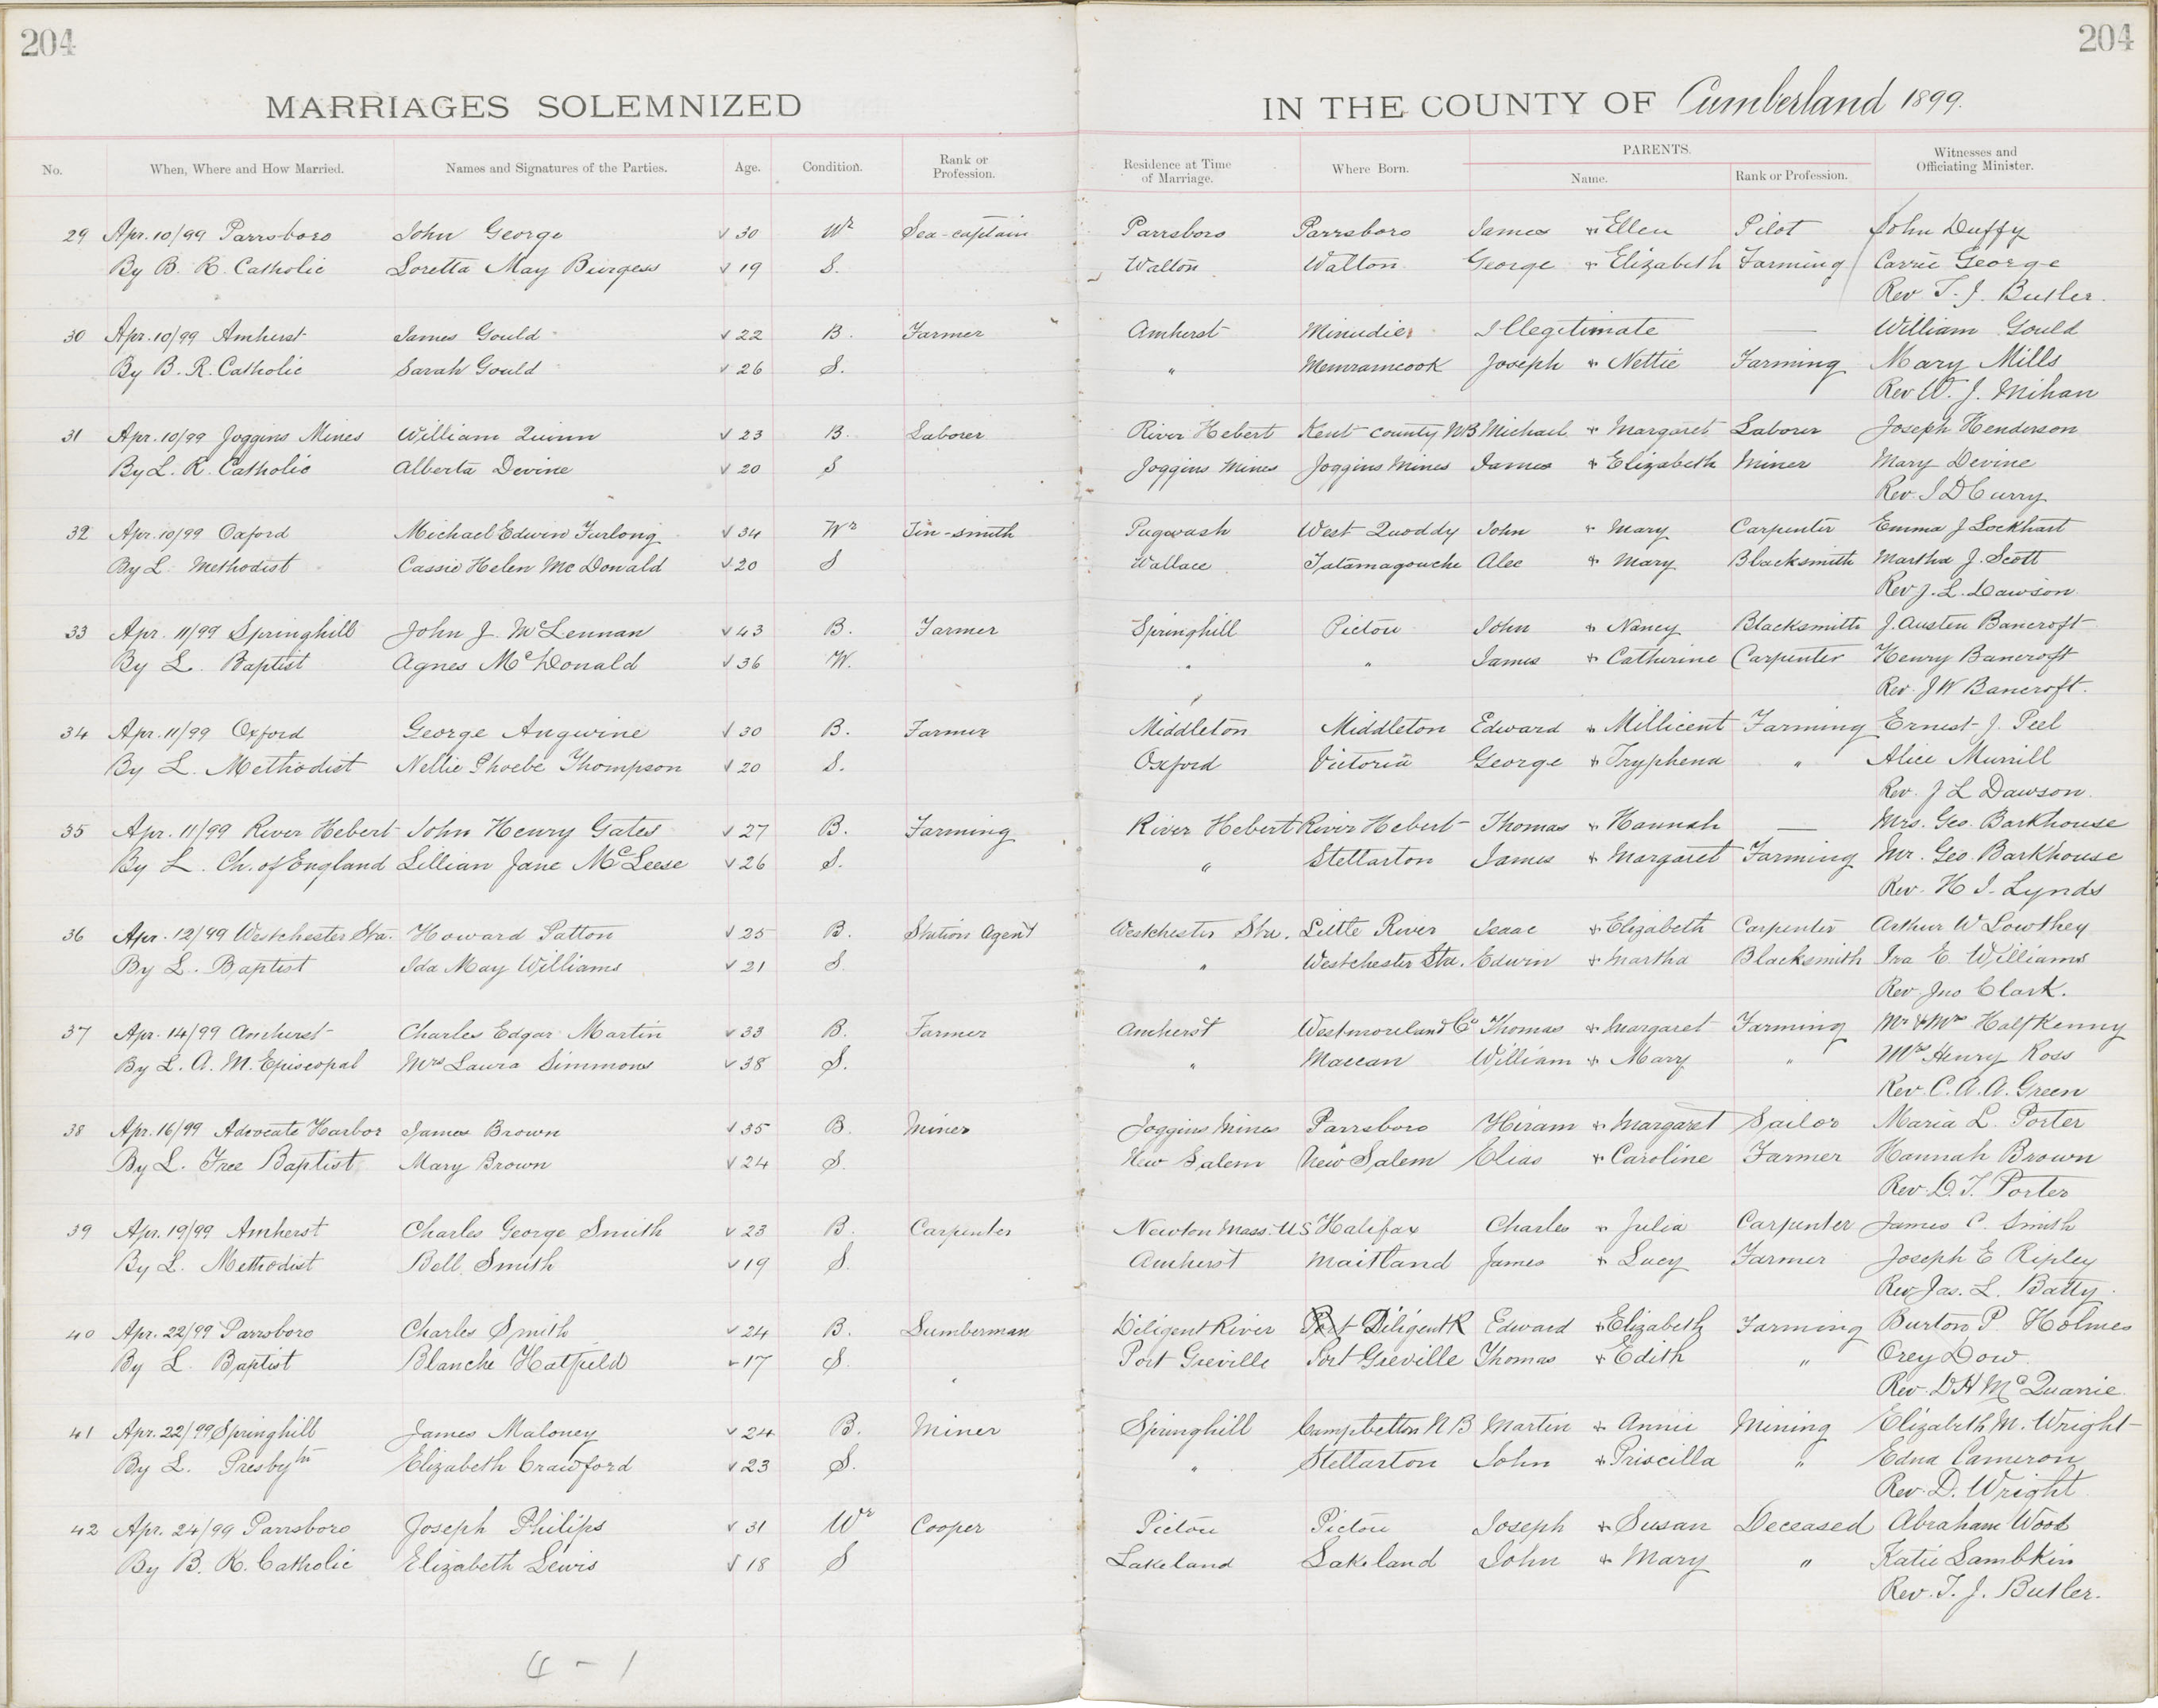 204 204
MARRIAGES SOLEMNIZED IN THE COUNTY OF Cumberland 1899.
No. When, Where and How Married. Names and Signatures of the Parties. Age. Condition. Rank or Profession. Residence at Time of Marriage. Where Born. PARENTS. Name. Rank or Profession. Witnesses and Officiating Minister.
29 Apr. 10/99 Parrsboro John George √ 30 Wr Sea-captain Parrsboro Parrsboro James + Ellen Pilot John Duffy
By B. R. Catholic Loretta May Burgess √ 19 S. Walton Walton George + Elizabeth Farming Carrie George
Rev. T. J. Butler.
30 Apr. 10/99 Amherst James Gould √ 22 B. Farmer Amherst Minudie Illegitimate — William Gould
By B. R. Catholic Sarah Gould √ 26 S. " Memramcook Joseph + Nettie Farming Mary Mills
Rev W. J. Mihan
31 Apr. 10/99 Joggins Mines William Quinn √ 23 B. Laborer River Hebert Kent County NB Michael + Margaret Laborer Joseph Henderson
By L. R. Catholic Alberta Devine √ 20 S Joggins Mines Joggins Mines James + Elizabeth Miner Mary Devine
Rev. J D Curry
32 Apr. 10/99 Oxford Michael Edwin Furlong √ 34 Wr Tin-smith Pugwash West Quoddy John + Mary Carpenter Emma J Lockhart
By L. Methodist Cassie Helen McDonald √ 20 S Wallace Tatamagouche Alec + Mary Blacksmith Martha J. Scott
Rev J. L. Dawson
33 Apr. 11/99 Springhill John J. McLennan √ 43 B. Farmer Springhill Pictou John + Nancy Blacksmith J. Austen Bancroft
By L. Baptist Agnes McDonald √ 36 W. " " James + Catherine Carpenter Henry Bancroft
Rev. J W Bancroft.
34 Apr. 11/99 Oxford George Angwine √ 30 B. Farmer Middleton Middleton Edward + Millicent Farming Ernest J. Peel
By L. Methodist Nellie Phoebe Thompson √ 20 S. Oxford Victoria George + Tryphena " Alice
Rev. J L Dawson.
35 Apr. 11/99 River Hebert John Henry Gates √ 27 B. Farming River Hebert River Hebert Thomas + Hannah — Mrs. Geo. Barkhouse
By L. Ch. of England Lillian Jane McLeese √ 26 S. " Stellarton James + Margaret Farming Mr. Geo Barkhouse
Rev. H I. Lynds
36 Apr. 12/99 Westchester Sta. Howard Patton √ 25 B. Station Agent Westchester Sta. Little River Isaac + Elizabeth Carpenter Arthur W Lowthey
By L. Baptist Ida May Williams √ 21 S. " Westchester Sta. Edwin + Martha Blacksmith Ira E. Williams
Rev. Jno Clark.
37 Apr. 14/99 Amherst Charles Edgar Martin √ 33 B. Farmer Amherst Westmoreland Co Thomas + Margaret Farming Mr & Mrs Halfkenny
By L. A. M. Episcopal Mrs Laura Simmons √ 38 S. " Maccan William + Mary " Mrs Henry Ross
Rev. C. A. A. Green
38 Apr. 16/99 Advocate Harbor James Brown √ 35 B. Miner Joggins Mines Parrsboro Hiram + Margaret Sailor Maria L. Porter
By L. Free Baptist Mary Brown √ 24 S. New Salem New Salem Elias + Caroline Farmer Hannah Brown
Rev. D. T. Porter
39 Apr. 19/99 Amherst Charles George Smith √ 23 B. Carpenter Newton Mass. US Halifax Charles + Julia Carpenter James C. Smith
By L. Methodist Bell Smith √ 19 S. Amherst Maitland James + Lucy Farmer Joseph E Ripley
Rev Jas. L. Batty.
40 Apr. 22/99 Parrsboro Charles Smith √ 24 B. Lumberman Diligent River Diligent R Edward + Elizabeth Farming Burton P. Holmes
By L. Baptist Blanche Hatfield √ 17 S. Port Greville Port Greville Thomas + Edith " Orey Dow
Rev. D H McQuarrie
41 Apr. 22/99 Springhill James Maloney √ 24 B. Miner Springhill Campbellton N B Martin + Annie Mining Elizabeth M. Wright
By L. Presbytn Elizabeth Crawford √ 23 S. " Stellarton John + Priscilla " Edna Cameron
Rev. D. Wright
42 Apr. 24/99 Parrsboro Joseph Philips √ 31 Wr Cooper Pictou Pictou Joseph + Susan Deceased Abraham Wood
By B. R. Catholic Elizabeth Lewis √ 18 S Lakeland Lakeland John + Mary " Katie Lambkin
Rev. T. J. Butler.
4 - 1